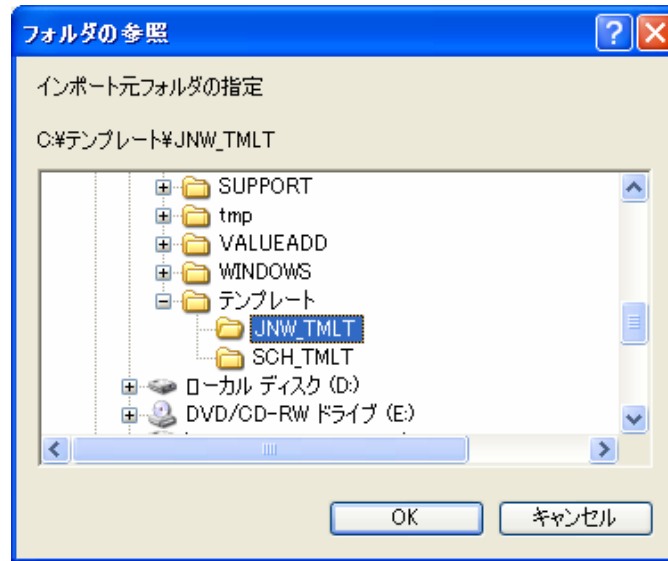 フォルダの参照
インポート元フォルダの指定
C:¥テンプレート¥JNW_TMLT
SUPPORT
tmp
VALUEADD
WINDOWS
テンプレート
JNW_TMLT
SCH_TMLT
ローカル ディスク (D:)
DVD/CD-RW ドライブ (E:)
OK キャンセル